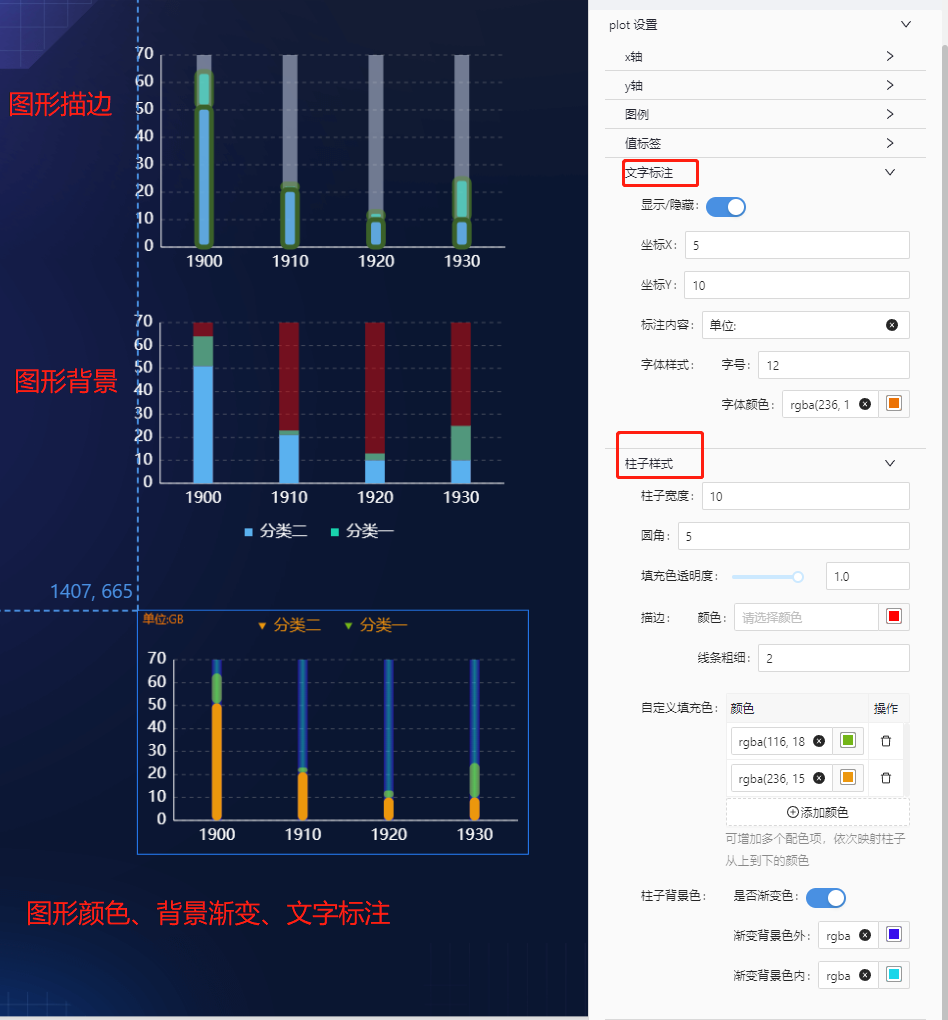 图形描边
70
60
50
40
30
20
10
0
1900 1910 1920 1930
图形背景
70
60
50
40
30
20
10
0
1900 1910 1920 1930
分类二 分类一
1407, 665
单位:GB
分类二 分类一
70
60
50
40
30
20
10
0
1900 1910 1920 1930
图形颜色、背景渐变、文字标注
plot 设置
x轴
y轴
图例
值标签
文字标注
显示/隐藏:
坐标X: 5
坐标Y: 10
标注内容: 单位:
字体样式: 字号: 12
字体颜色: rgba(236, 1
柱子样式
柱子宽度: 10
圆角: 5
填充色透明度: 1.0
描边: 颜色: 请选择颜色
线条粗细: 2
自定义填充色: 颜色 操作
rgba(116, 18
rgba(236, 15
添加颜色
可增加多个配色项，依次映射柱子
从上到下的颜色
柱子背景色: 是否渐变色:
渐变背景色外: rgba
渐变背景色内: rgba